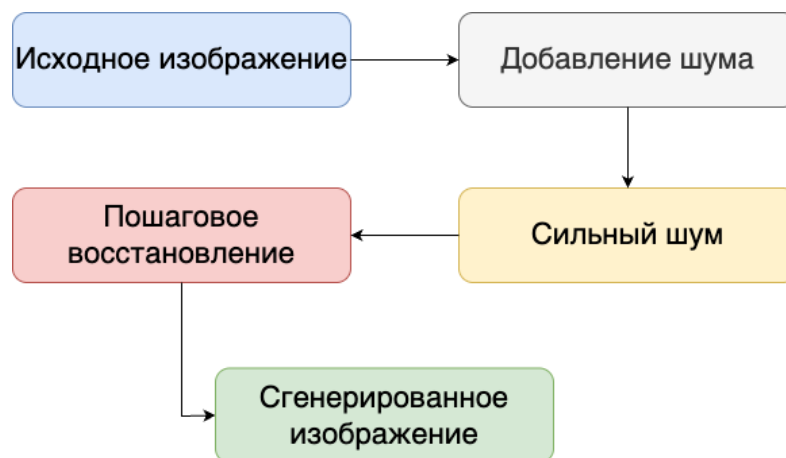 Исходное изображение
Добавление шума
Пошаговое
восстановление
Сильный шум
Сгенерированное
изображение